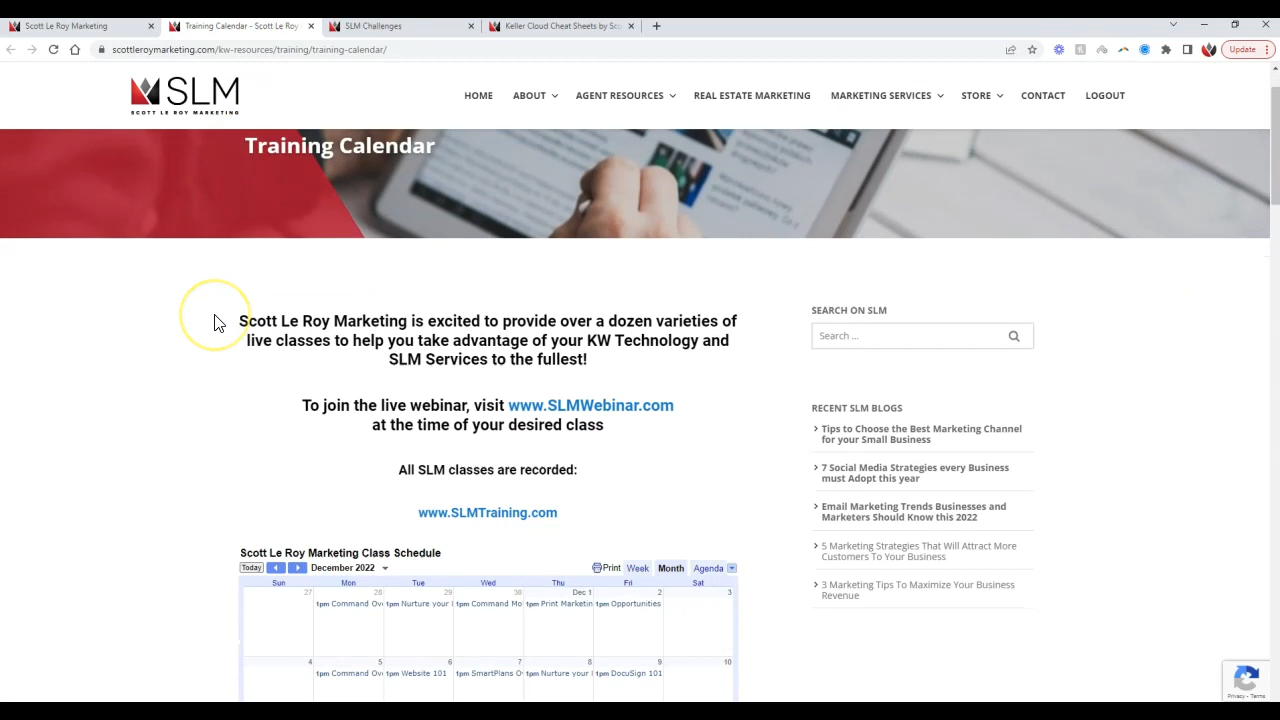 Scott Le Roy Marketing
Training Calendar - Scott Le Roy
SLM Challenges
Keller Cloud Cheat Sheets by Sco
scottleroymarketing.com/kw-resources/training/training-calendar/
Update
SLM
SCOTT LE ROY MARKETING
HOME
ABOUT
AGENT RESOURCES
REAL ESTATE MARKETING
MARKETING SERVICES
STORE
CONTACT
LOGOUT
Training Calendar
Scott Le Roy Marketing is excited to provide over a dozen varieties of
live classes to help you take advantage of your KW Technology and
SLM Services to the fullest!
To join the live webinar, visit www.SLMWebinar.com
at the time of your desired class
All SLM classes are recorded:
www.SLMTraining.com
SEARCH ON SLM
Search ...
RECENT SLM BLOGS
Tips to Choose the Best Marketing Channel
for your Small Business
7 Social Media Strategies every Business
must Adopt this year
Email Marketing Trends Businesses and
Marketers Should Know this 2022
5 Marketing Strategies That Will Attract More
Customers To Your Business
3 Marketing Tips To Maximize Your Business
Revenue
Scott Le Roy Marketing Class Schedule
Today
December 2022
Print
Week
Month
Agenda
Sun Mon Tue Wed Thu Fri Sat
27 28 29 30 Dec 1 2 3
1pm Command Ov 1pm Nurture your 1pm Command Mo 1pm Print Marketin 1pm Opportunities
4 5 6 7 8 9 10
1pm Command Ov 1pm Website 101 1pm SmartPlans O 1pm Nurture your 1pm DocuSign 101
Privacy - Terms